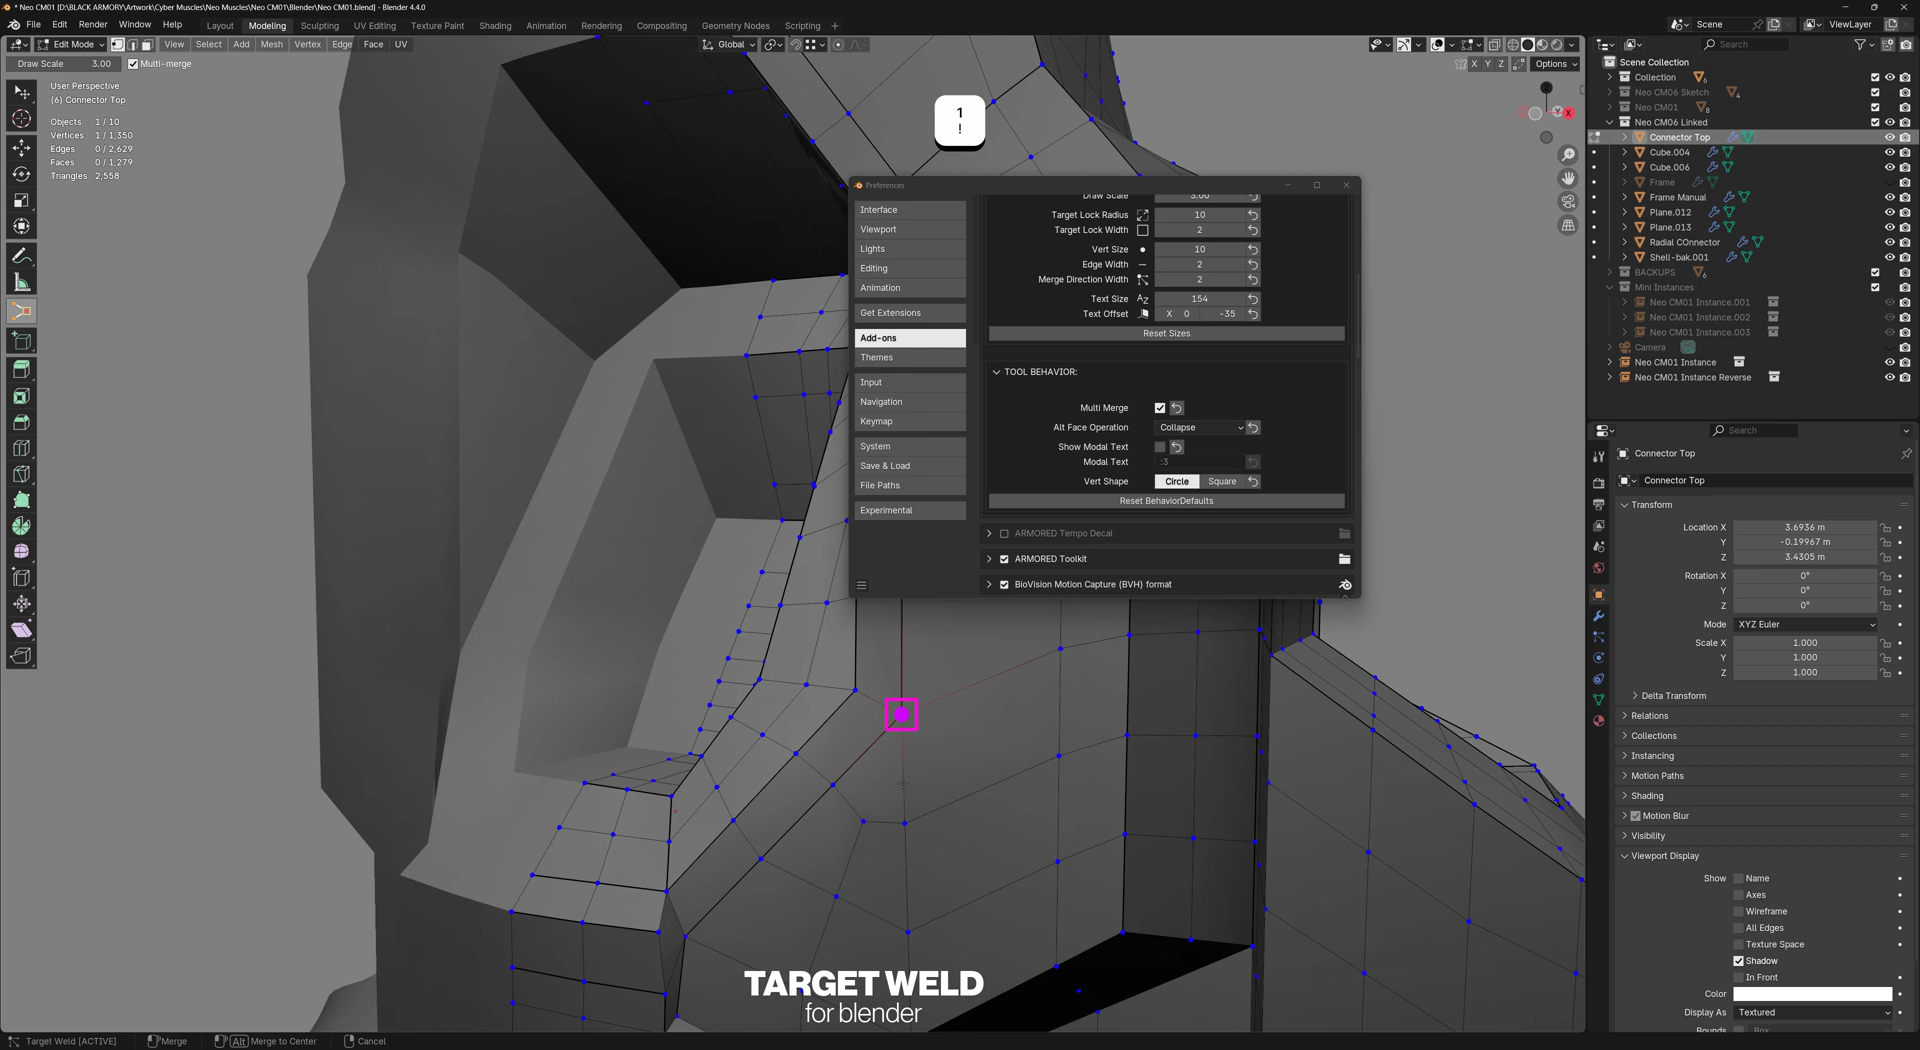 * Neo CM01 [D:\BLACK ARMORY\Artwork\Cyber Muscles\Neo Muscles\Neo CM01\Blender\Neo CM01.blend] - Blender 4.4.0
File Edit Render Window Help
Layout Modeling Sculpting UV Editing Texture Paint Shading Animation Rendering Compositing Geometry Nodes Scripting +
Scene
ViewLayer
Edit Mode View Select Add Mesh Vertex Edge Face UV
Global
Draw Scale 3.00 Multi-merge
X Y Z Options
User Perspective
(6) Connector Top
Objects 1 / 10
Vertices 1 / 1,350
Edges 0 / 2,629
Faces 0 / 1,279
Triangles 2,558
1
!
Preferences
Interface
Viewport
Lights
Editing
Animation
Get Extensions
Add-ons
Themes
Input
Navigation
Keymap
System
Save & Load
File Paths
Experimental
Draw Scale 3.00
Target Lock Radius 10
Target Lock Width 2
Vert Size 10
Edge Width 2
Merge Direction Width 2
Text Size 154
Text Offset X 0 -35
Reset Sizes
TOOL BEHAVIOR:
Multi Merge
Alt Face Operation Collapse
Show Modal Text
Modal Text :3
Vert Shape Circle Square
Reset BehaviorDefaults
ARMORED Tempo Decal
ARMORED Toolkit
BioVision Motion Capture (BVH) format
TARGET WELD
for blender
Search
Scene Collection
Collection 6
Neo CM06 Sketch 4
Neo CM01 8
Neo CM06 Linked
Connector Top
Cube.004
Cube.006
Frame
Frame Manual
Plane.012
Plane.013
Radial COnnector
Shell-bak.001
BACKUPS 6
Mini Instances
Neo CM01 Instance.001
Neo CM01 Instance.002
Neo CM01 Instance.003
Camera
Neo CM01 Instance
Neo CM01 Instance Reverse
Search
Connector Top
Connector Top
Transform
Location X 3.6936 m
Y -0.19967 m
Z 3.4305 m
Rotation X 0°
Y 0°
Z 0°
Mode XYZ Euler
Scale X 1.000
Y 1.000
Z 1.000
Delta Transform
Relations
Collections
Instancing
Motion Paths
Shading
Motion Blur
Visibility
Viewport Display
Show Name
Axes
Wireframe
All Edges
Texture Space
Shadow
In Front
Color
Display As Textured
Bounds Box
Target Weld [ACTIVE] Merge Alt Merge to Center Cancel